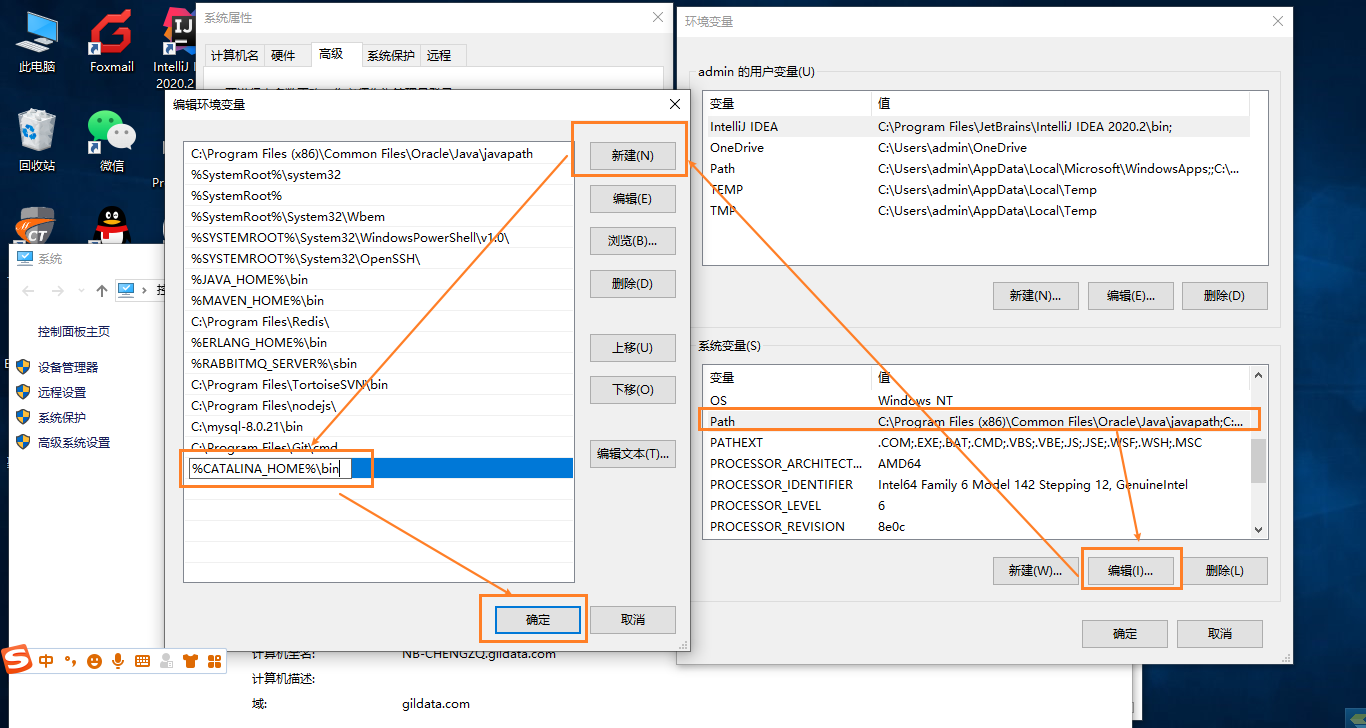 此电脑
Foxmail
IntelliJ I
2020.2
回收站
微信
Pr
系统属性
计算机名
硬件
高级
系统保护
远程
编辑环境变量
C:\Program Files (x86)\Common Files\Oracle\Java\javapath
%SystemRoot%\system32
%SystemRoot%
%SystemRoot%\System32\Wbem
%SYSTEMROOT%\System32\WindowsPowerShell\v1.0\
%SYSTEMROOT%\System32\OpenSSH\
%JAVA_HOME%\bin
%MAVEN_HOME%\bin
C:\Program Files\Redis\
%ERLANG_HOME%\bin
%RABBITMQ_SERVER%\sbin
C:\Program Files\TortoiseSVN\bin
C:\Program Files\nodejs\
C:\mysql-8.0.21\bin
C:\Program Files\Git\cmd
%CATALINA_HOME%\bin
新建(N)
编辑(E)
浏览(B)...
删除(D)
上移(U)
下移(O)
编辑文本(T)...
确定
取消
环境变量
admin 的用户变量(U)
变量 值
IntelliJ IDEA C:\Program Files\JetBrains\IntelliJ IDEA 2020.2\bin;
OneDrive C:\Users\admin\OneDrive
Path C:\Users\admin\AppData\Local\Microsoft\WindowsApps;;C:\...
TEMP C:\Users\admin\AppData\Local\Temp
TMP C:\Users\admin\AppData\Local\Temp
新建(N)...
编辑(E)...
删除(D)
系统变量(S)
变量 值
OS Windows_NT
Path C:\Program Files (x86)\Common Files\Oracle\Java\javapath;C:...
PATHEXT .COM;.EXE;.BAT;.CMD;.VBS;.VBE;.JS;.JSE;.WSF;.WSH;.MSC
PROCESSOR_ARCHITECT... AMD64
PROCESSOR_IDENTIFIER Intel64 Family 6 Model 142 Stepping 12, GenuineIntel
PROCESSOR_LEVEL 6
PROCESSOR_REVISION 8e0c
新建(W)...
编辑(I)...
删除(L)
确定
取消
系统
控制面板主页
设备管理器
远程设置
系统保护
高级系统设置
中
计算机全名: NB-CHENGZQ.gildata.com
计算机描述:
域: gildata.com